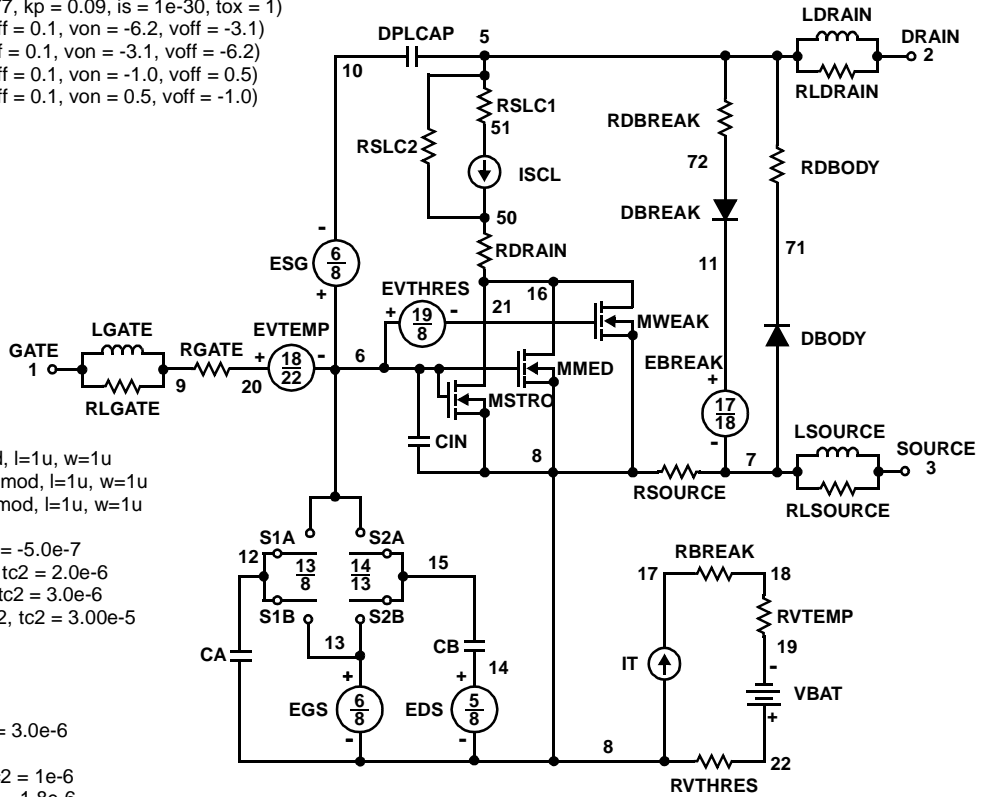 7, kp = 0.09, is = 1e-30, tox = 1)
ff = 0.1, von = -6.2, voff = -3.1)
f = 0.1, von = -3.1, voff = -6.2)
ff = 0.1, von = -1.0, voff = 0.5)
ff = 0.1, von = 0.5, voff = -1.0)
LDRAIN
DRAIN
2
RLDRAIN
DPLCAP
5
10
RSLC1
51
RSLC2
ISCL
50
RDRAIN
RDBREAK
72
DBREAK
11
RDBODY
71
DBODY
-
ESG
6
8
+
EVTHRES
+
19
8
-
21
16
MWEAK
MMED
MSTRO
EBREAK
+
17
18
-
LGATE
GATE
1
RLGATE
9
RGATE
20
EVTEMP
+
18
22
-
6
CIN
8
RSOURCE
7
LSOURCE
SOURCE
3
RLSOURCE
d, l=1u, w=1u
mod, l=1u, w=1u
mod, l=1u, w=1u
= -5.0e-7
tc2 = 2.0e-6
tc2 = 3.0e-6
2, tc2 = 3.00e-5
= 3.0e-6
c2 = 1e-6
= -1.8e-6
S1A
S2A
12
13
8
14
13
15
S1B
S2B
13
CA
CB
14
+
EGS
6
8
-
+
EDS
5
8
-
8
RBREAK
17
18
RVTEMP
19
-
IT
VBAT
+
22
RVTHRES